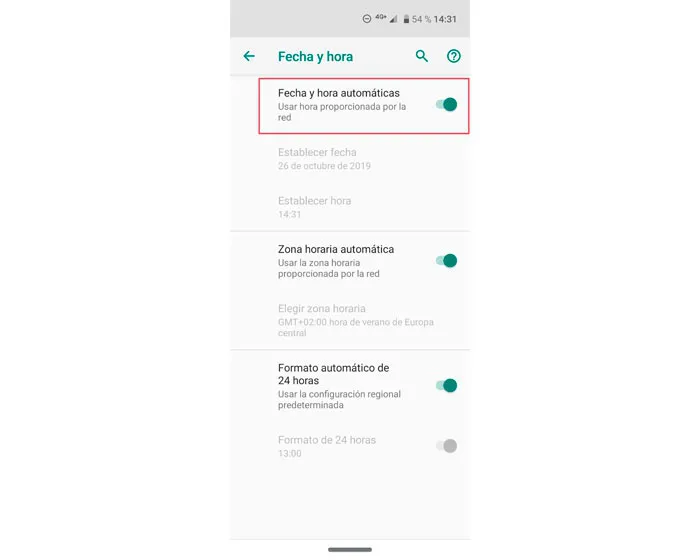 4G+ 54 % 14:31
Fecha y hora
Fecha y hora automáticas
Usar hora proporcionada por la
red
Establecer fecha
26 de octubre de 2019
Establecer hora
14:31
Zona horaria automática
Usar la zona horaria
proporcionada por la red
Elegir zona horaria
GMT+02:00 hora de verano de Europa
central
Formato automático de
24 horas
Usar la configuración regional
predeterminada
Formato de 24 horas
13:00